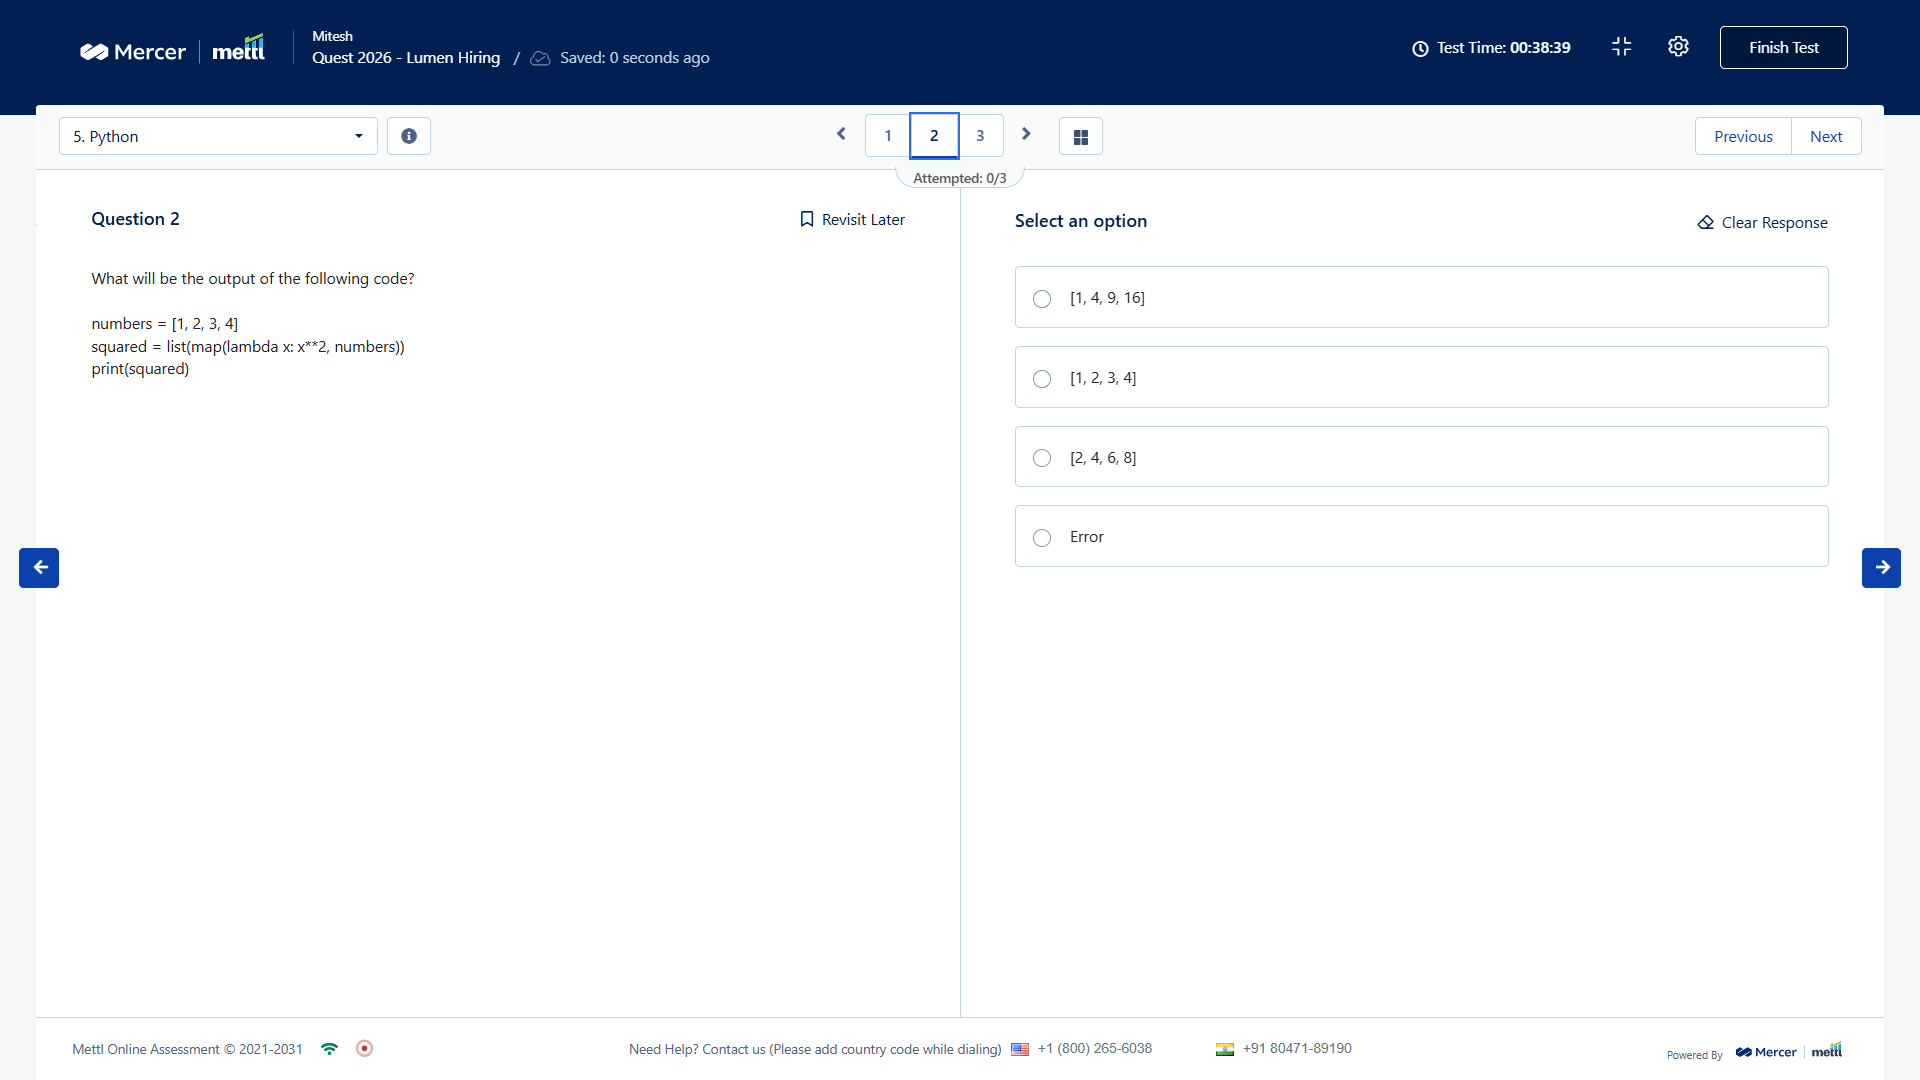 Mercer mettl
Mitesh
Quest 2026 - Lumen Hiring / Saved: 0 seconds ago
Test Time: 00:38:39
Finish Test
5. Python
1 2 3
Attempted: 0/3
Previous
Next
Question 2
Revisit Later
What will be the output of the following code?
numbers = [1, 2, 3, 4]
squared = list(map(lambda x: x**2, numbers))
print(squared)
Select an option
Clear Response
[1, 4, 9, 16]
[1, 2, 3, 4]
[2, 4, 6, 8]
Error
Mettl Online Assessment © 2021-2031
Need Help? Contact us (Please add country code while dialing) +1 (800) 265-6038 +91 80471-89190
Powered By Mercer mettl